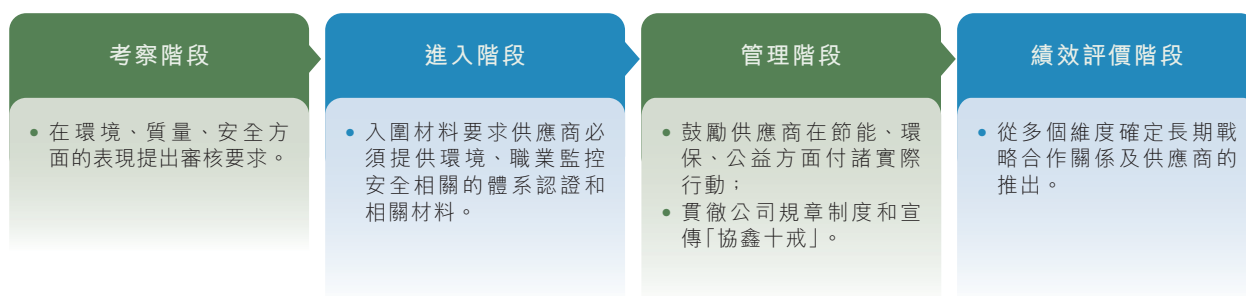 考察階段
• 在環境、質量、安全方
面的表現提出審核要求。
進入階段
• 入圍材料要求供應商必
須提供環境、職業監控
安全相關的體系認證和
相關材料。
管理階段
• 鼓勵供應商在節能、環
保、公益方面付諸實際
行動；
• 貫徹公司規章制度和宣
傳「協鑫十戒」。
績效評價階段
• 從多個維度確定長期戰
略合作關係及供應商的
推出。